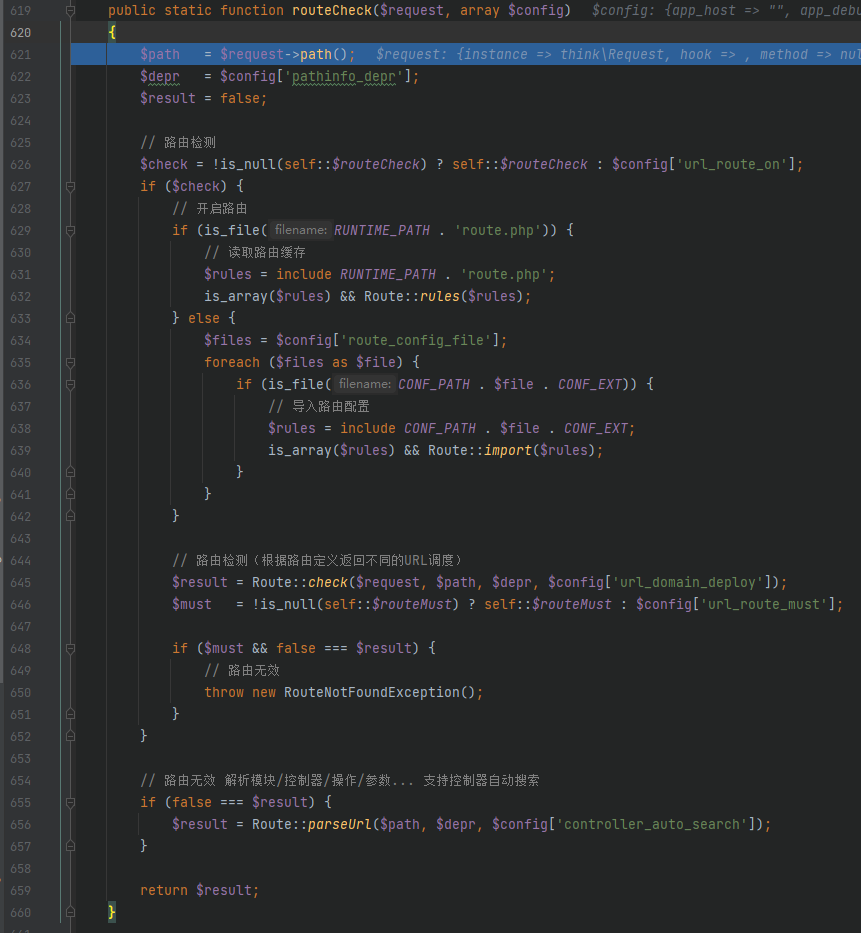 619 public static function routeCheck($request, array $config) $config: {app_host => "", app_debu
620 {
621 $path = $request->path(); $request: {instance => think\Request, hook => , method => nul
622 $depr = $config['pathinfo_depr'];
623 $result = false;
624
625 // 路由检测
626 $check = !is_null(self::$routeCheck) ? self::$routeCheck : $config['url_route_on'];
627 if ($check) {
628 // 开启路由
629 if (is_file( filename: RUNTIME_PATH . 'route.php')) {
630 // 读取路由缓存
631 $rules = include RUNTIME_PATH . 'route.php';
632 is_array($rules) && Route::rules($rules);
633 } else {
634 $files = $config['route_config_file'];
635 foreach ($files as $file) {
636 if (is_file( filename: CONF_PATH . $file . CONF_EXT)) {
637 // 导入路由配置
638 $rules = include CONF_PATH . $file . CONF_EXT;
639 is_array($rules) && Route::import($rules);
640 }
641 }
642 }
643
644 // 路由检测（根据路由定义返回不同的URL调度）
645 $result = Route::check($request, $path, $depr, $config['url_domain_deploy']);
646 $must = !is_null(self::$routeMust) ? self::$routeMust : $config['url_route_must'];
647
648 if ($must && false === $result) {
649 // 路由无效
650 throw new RouteNotFoundException();
651 }
652 }
653
654 // 路由无效 解析模块/控制器/操作/参数... 支持控制器自动搜索
655 if (false === $result) {
656 $result = Route::parseUrl($path, $depr, $config['controller_auto_search']);
657 }
658
659 return $result;
660 }